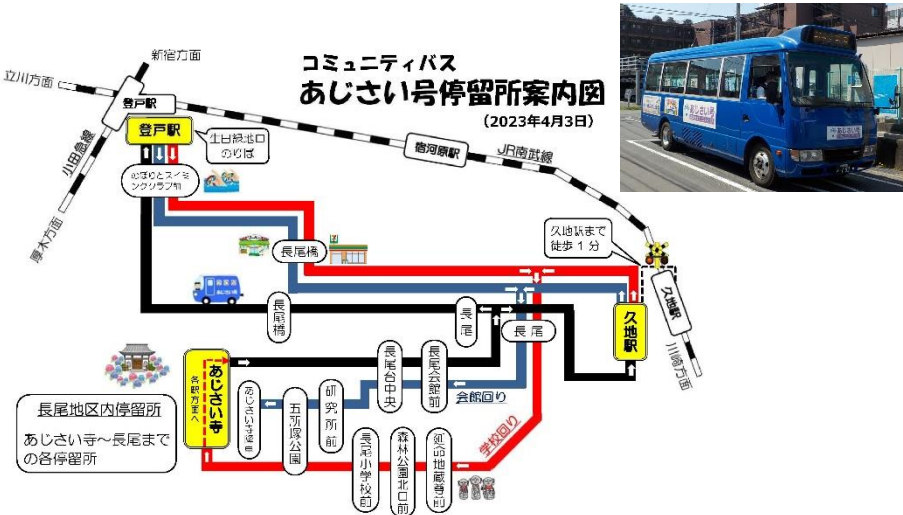 コミュニティバス
あじさい号停留所案内図
(2023年4月3日)
新宿方面
立川方面
登戸駅
登戸駅
生田緑地口
のりば
小田急線
厚木方面
のぼりとスイミ
ングクラブ前
宿河原駅
JR南武線
久地駅まで
徒歩1分
久地駅
久地駅
川崎方面
長尾橋
長尾橋
長尾
長尾
あじさい寺
各駅方面へ
長尾台中央
長尾会館前
会館回り
研究所前
五所塚公園
学校回り
長尾小学校前
森林公園北口前
延命地蔵尊前
長尾地区内停留所
あじさい寺～長尾まで
の各停留所
あじさい号